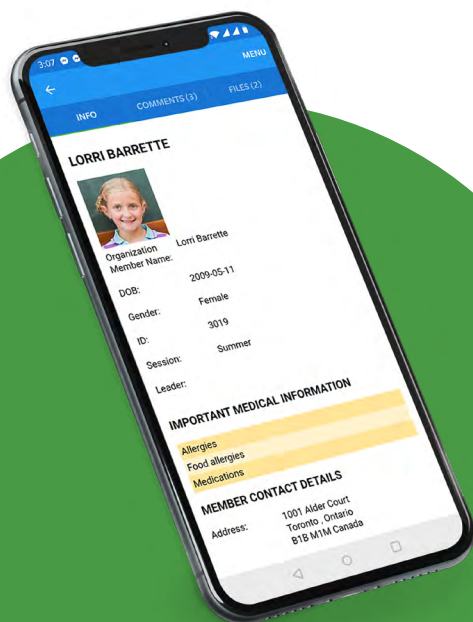 3:07
MENU
INFO COMMENTS (3) FILES (2)
LORRI BARRETTE
Organization
Member Name: Lorri Barrette
DOB: 2009-05-11
Gender: Female
ID: 3019
Session: Summer
Leader:
IMPORTANT MEDICAL INFORMATION
Allergies
Food allergies
Medications
MEMBER CONTACT DETAILS
Address: 1001 Alder Court
Toronto , Ontario
B1B M1M Canada